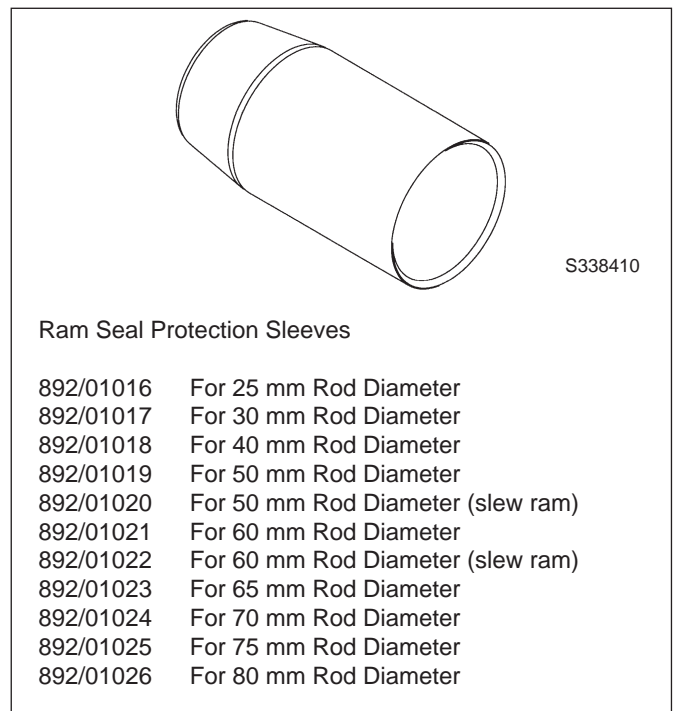 S338410
Ram Seal Protection Sleeves
892/01016 For 25 mm Rod Diameter
892/01017 For 30 mm Rod Diameter
892/01018 For 40 mm Rod Diameter
892/01019 For 50 mm Rod Diameter
892/01020 For 50 mm Rod Diameter (slew ram)
892/01021 For 60 mm Rod Diameter
892/01022 For 60 mm Rod Diameter (slew ram)
892/01023 For 65 mm Rod Diameter
892/01024 For 70 mm Rod Diameter
892/01025 For 75 mm Rod Diameter
892/01026 For 80 mm Rod Diameter